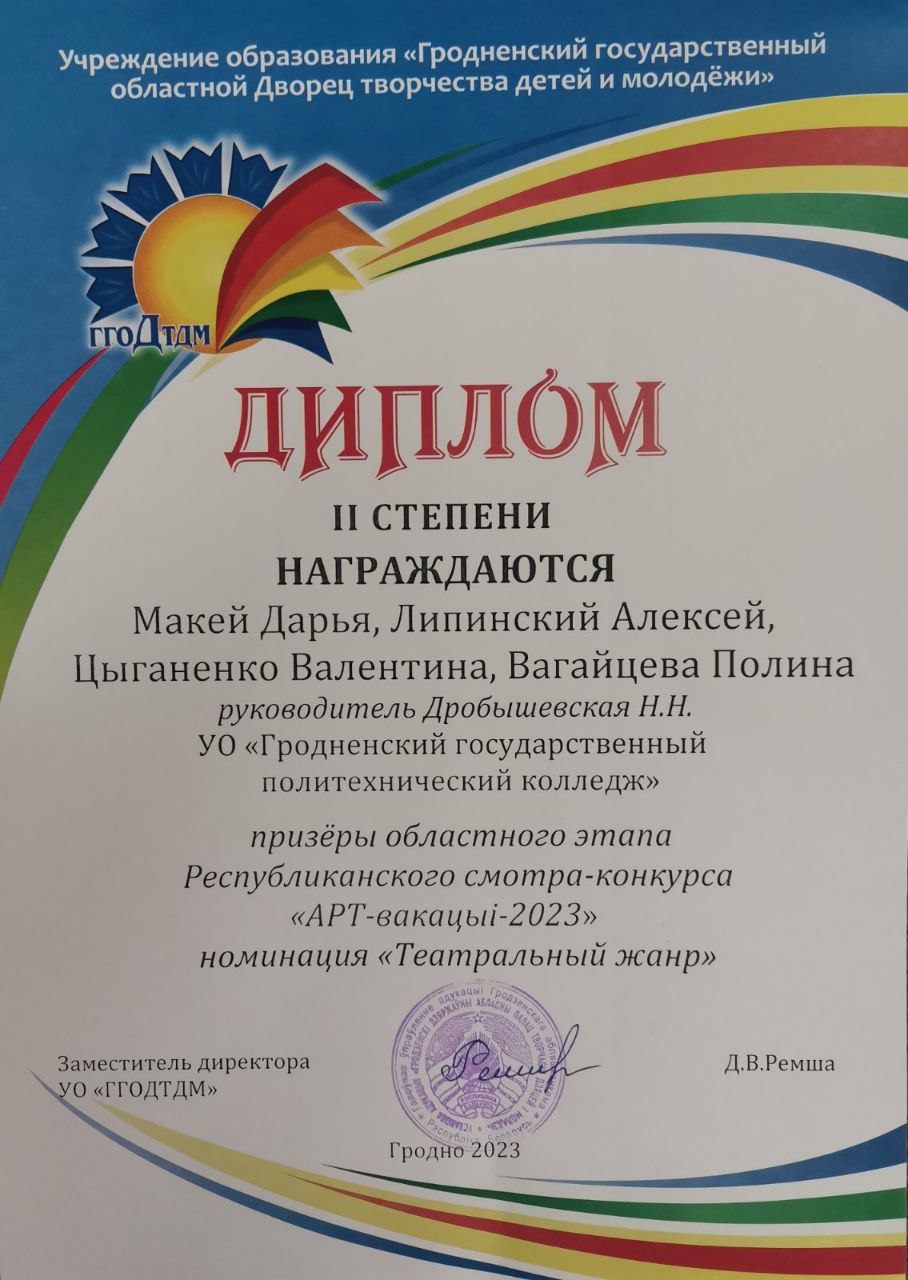 Учреждение образования «Гродненский государственный
областной Дворец творчества детей и молодёжи»
ГГОДТДМ
ДИПЛОМ
II СТЕПЕНИ
НАГРАЖДАЮТСЯ
Макей Дарья, Липинский Алексей,
Цыганенко Валентина, Вагайцева Полина
руководитель Дробышевская Н.Н.
УО «Гродненский государственный
политехнический колледж»
призёры областного этапа
Республиканского смотра-конкурса
«АРТ-вакацыі-2023»
номинация «Театральный жанр»
Заместитель директора
УО «ГГОДТДМ»
Д.В.Ремша
Рэспубліка Беларусь
Гродно 2023